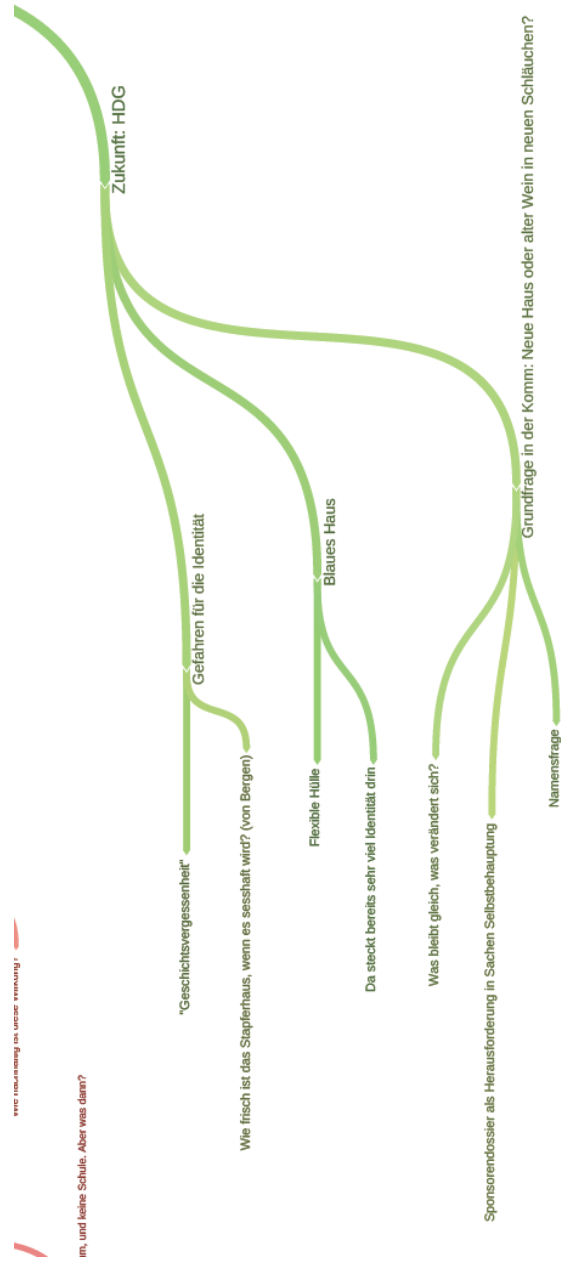 Zukunft: HDG
Grundfrage in der Komm: Neue Haus oder alter Wein in neuen Schläuchen?
Namensfrage
Sponsorendossier als Herausforderung in Sachen Selbstbehauptung
Was bleibt gleich, was verändert sich?
Blaues Haus
Da steckt bereits sehr viel Identität drin
Flexible Hülle
Gefahren für die Identität
Wie frisch ist das Stapferhaus, wenn es sesshaft wird? (von Bergen)
"Geschichtsvergessenheit"
, und keine Schule. Aber was dann?
ist diese Wirkung?